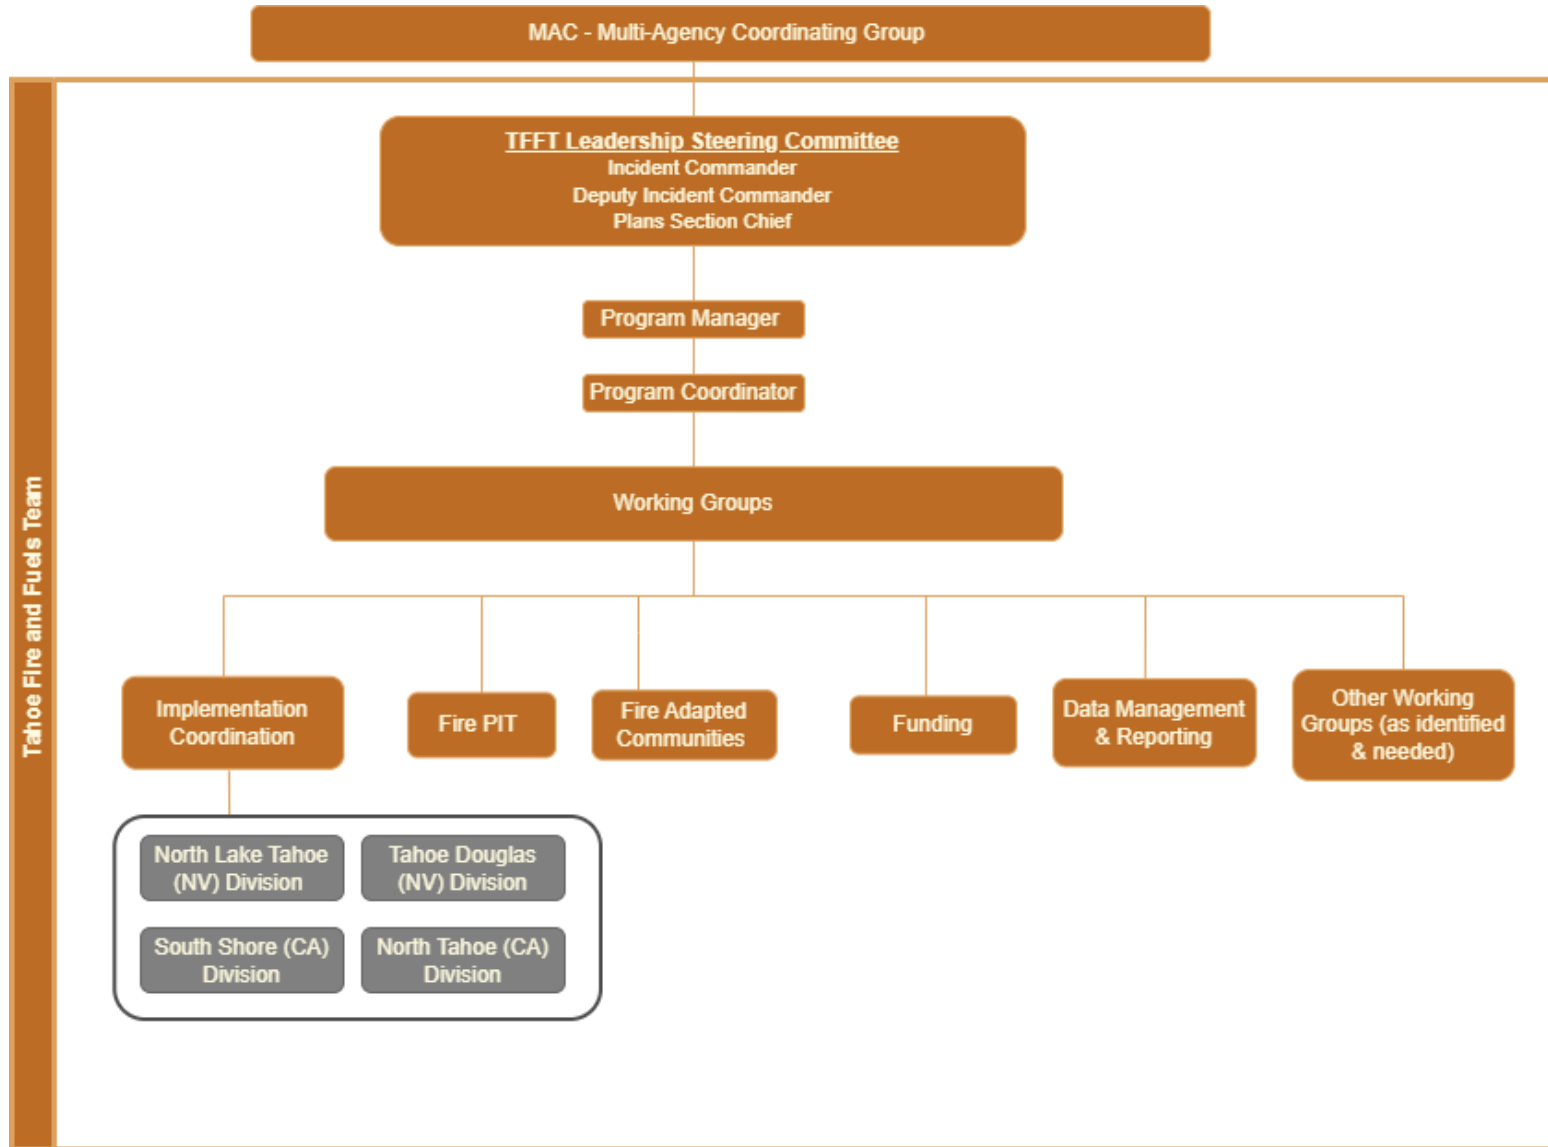 MAC - Multi-Agency Coordinating Group
Tahoe Fire and Fuels Team
TFFT Leadership Steering Committee
Incident Commander
Deputy Incident Commander
Plans Section Chief
Program Manager
Program Coordinator
Working Groups
Implementation
Coordination
Fire PIT
Fire Adapted
Communities
Funding
Data Management
& Reporting
Other Working
Groups (as identified
& needed)
North Lake Tahoe
(NV) Division
Tahoe Douglas
(NV) Division
South Shore (CA)
Division
North Tahoe (CA)
Division